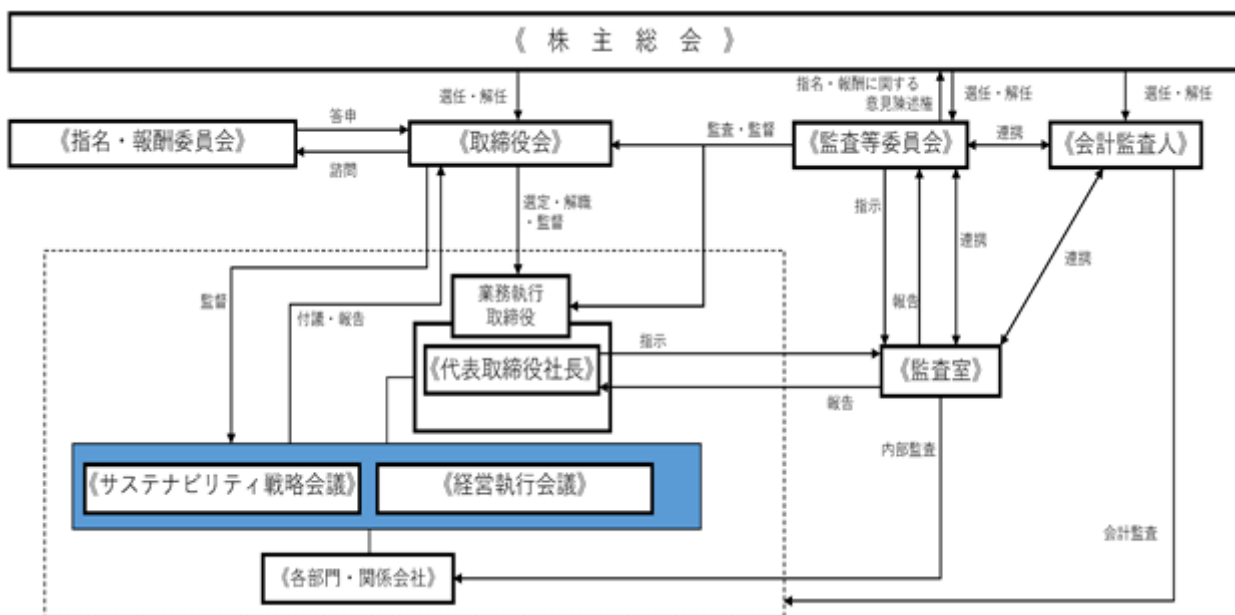 《 株 主 総 会 》
選任・解任
指名・報酬に関する
意見陳述権
選任・解任
選任・解任
《指名・報酬委員会》
答申
諮問
《取締役会》
監査・監督
《監査等委員会》
連携
《会計監査人》
選定・解職
・監督
指示
連携
連携
報告
監督
付議・報告
業務執行
取締役
《代表取締役社長》
指示
報告
《監査室》
内部監査
《サステナビリティ戦略会議》
《経営執行会議》
会計監査
《各部門・関係会社》